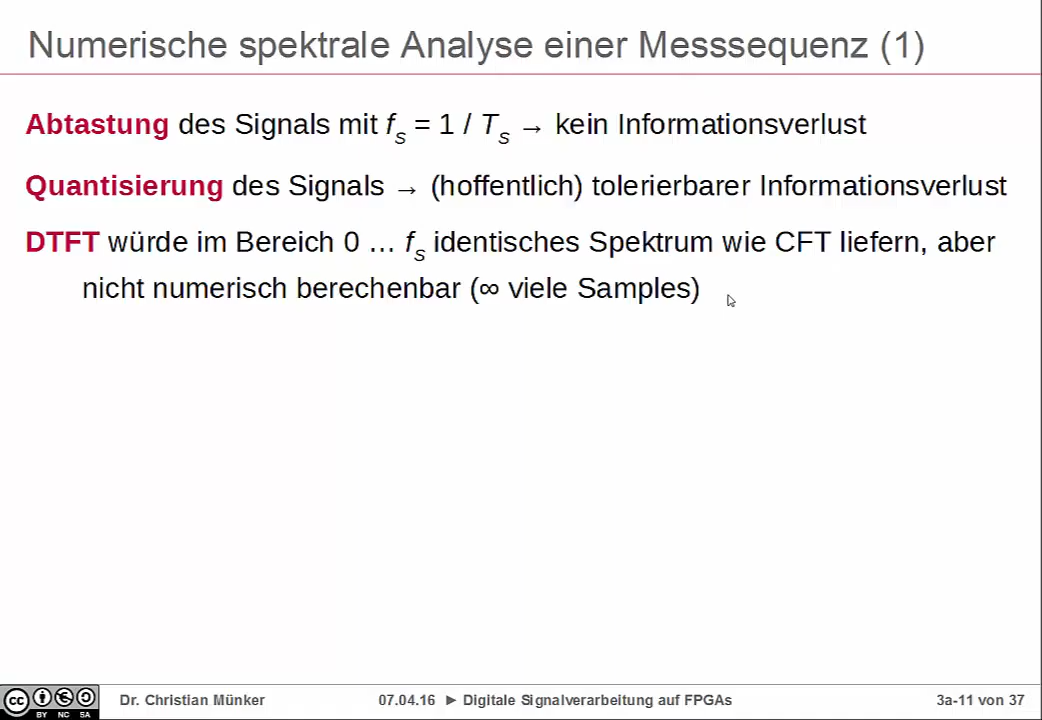 Numerische spektrale Analyse einer Messsequenz (1)
Abtastung des Signals mit fs = 1 / Ts → kein Informationsverlust
Quantisierung des Signals → (hoffentlich) tolerierbarer Informationsverlust
DTFT würde im Bereich 0 ... fs identisches Spektrum wie CFT liefern, aber
nicht numerisch berechenbar (∞ viele Samples)
cc BY NC SA
Dr. Christian Münker
07.04.16 ► Digitale Signalverarbeitung auf FPGAs
3a-11 von 37